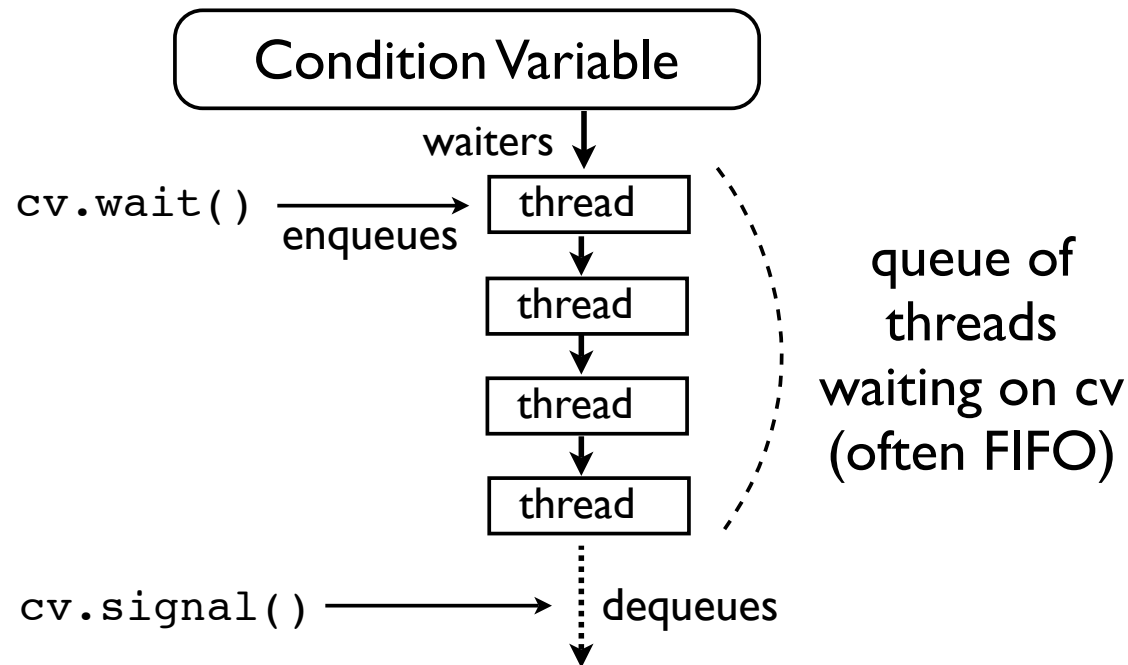 Condition Variable
waiters
cv.wait()
enqueues
thread
thread
thread
thread
queue of
threads
waiting on cv
(often FIFO)
cv.signal()
dequeues